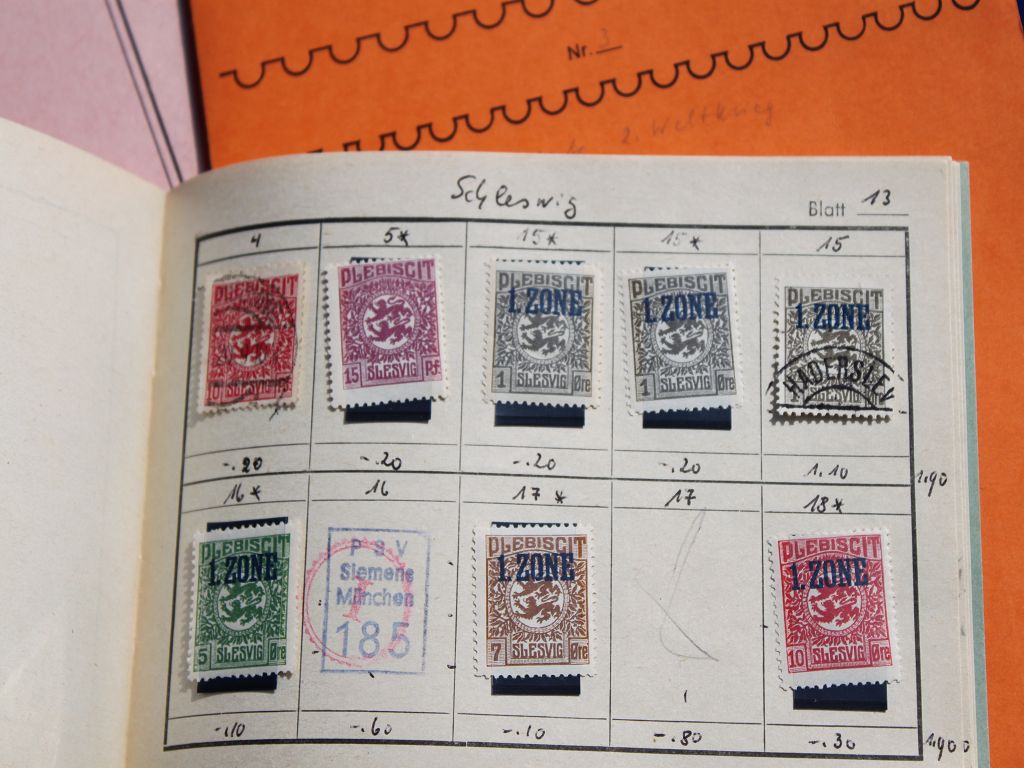 Nr. 3
2. Weltkrieg
Schleswig
Blatt 13
4 5* 15* 15* 15
PLEBISCIT
SLESVIG
PLEBISCIT
15 SLESVIG Pf.
PLEBISCIT
1. ZONE
1 SLESVIG Øre
PLEBISCIT
1. ZONE
1 SLESVIG Øre
PLEBISCIT
1. ZONE
HADERSLEV
SLESVIG
-.20 -.20 -.20 -.20 1.10 1.90
16* 16 17* 17 18*
PLEBISCIT
1. ZONE
5 SLESVIG Øre
PSV
Siemens
München
185
PLEBISCIT
1. ZONE
7 SLESVIG Øre
PLEBISCIT
1. ZONE
10 SLESVIG Øre
-.10 -.60 -.10 -.80 -.30